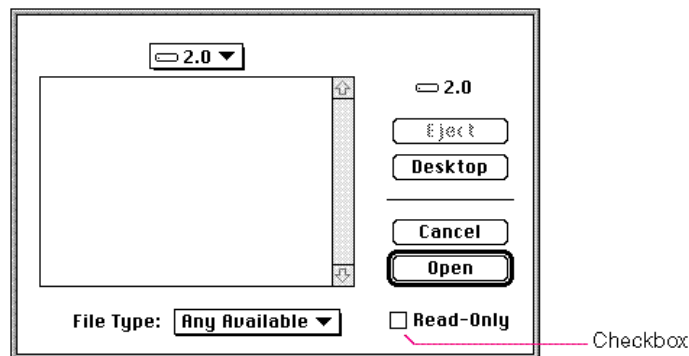 2.0
2.0
Eject
Desktop
Cancel
Open
File Type: Any Available
Read-Only
Checkbox